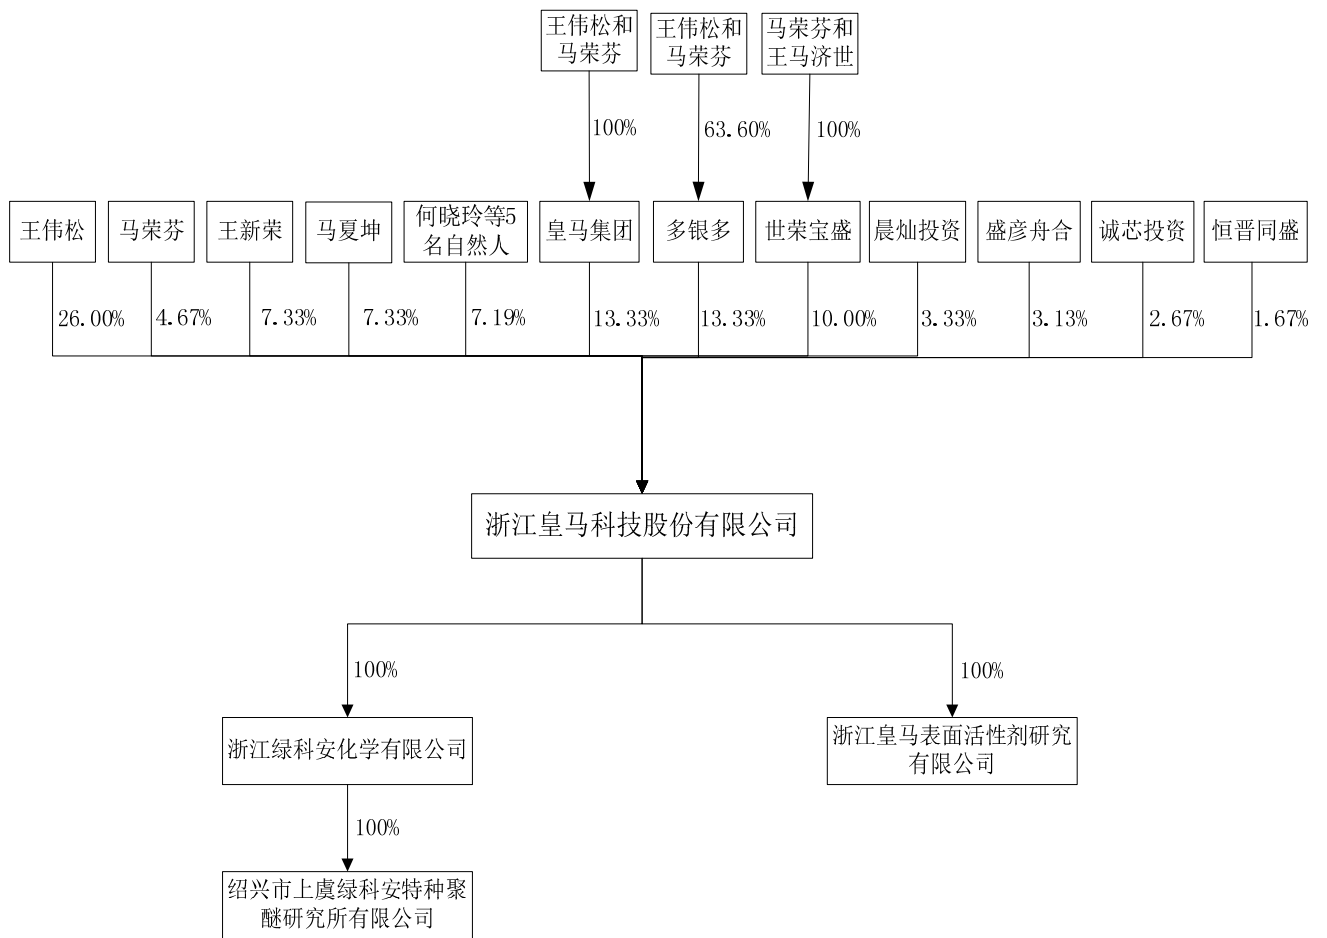 王伟松和
马荣芬
王伟松和
马荣芬
马荣芬和
王马济世
100%
63.60%
100%
王伟松
马荣芬
王新荣
马夏坤
何晓玲等5
名自然人
皇马集团
多银多
世荣宝盛
晨灿投资
盛彦舟合
诚芯投资
恒晋同盛
26.00%
4.67%
7.33%
7.33%
7.19%
13.33%
13.33%
10.00%
3.33%
3.13%
2.67%
1.67%
浙江皇马科技股份有限公司
100%
100%
浙江绿科安化学有限公司
浙江皇马表面活性剂研究
有限公司
100%
绍兴市上虞绿科安特种聚
醚研究所有限公司